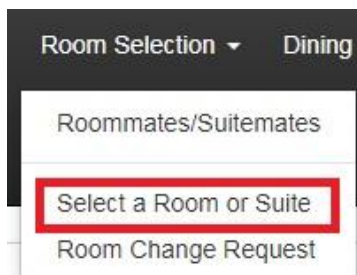 Room Selection Dining
Roommates/Suitemates
Select a Room or Suite
Room Change Request